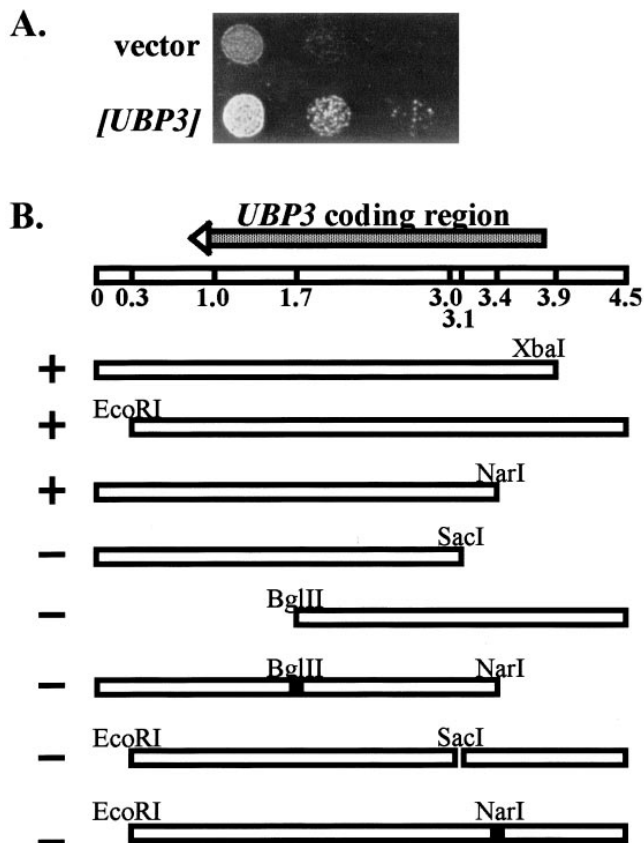 A.
vector
[UBP3]
B.
UBP3 coding region
0 0.3 1.0 1.7 3.0 3.4 3.9 4.5
3.1
XbaI
+
EcoRI
+
NarI
+
SacI
−
BglII
−
BglII NarI
−
EcoRI SacI
−
EcoRI NarI
−